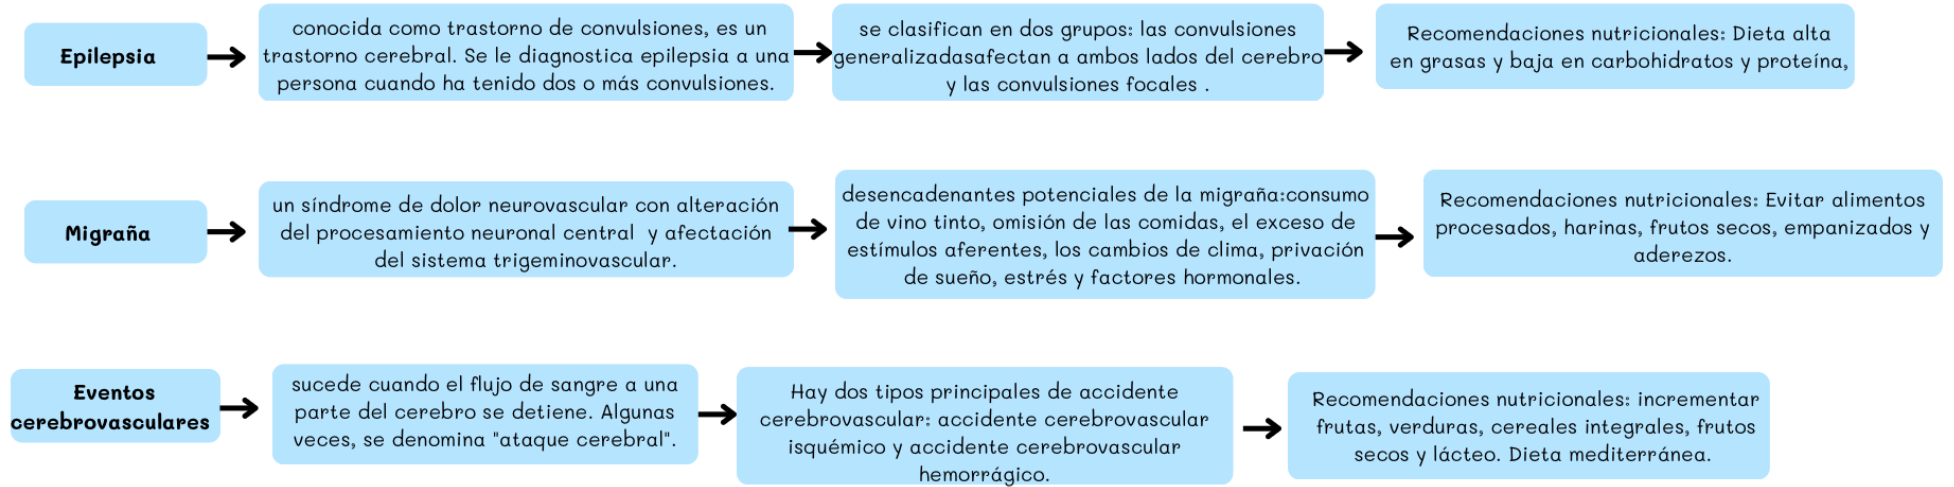 Epilepsia
conocida como trastorno de convulsiones, es un
trastorno cerebral. Se le diagnostica epilepsia a una
persona cuando ha tenido dos o más convulsiones.
se clasifican en dos grupos: las convulsiones
generalizadasafectan a ambos lados del cerebro
y las convulsiones focales .
Recomendaciones nutricionales: Dieta alta
en grasas y baja en carbohidratos y proteína,
Migraña
un síndrome de dolor neurovascular con alteración
del procesamiento neuronal central  y afectación
del sistema trigeminovascular.
desencadenantes potenciales de la migraña:consumo
de vino tinto, omisión de las comidas, el exceso de
estímulos aferentes, los cambios de clima, privación
de sueño, estrés y factores hormonales.
Recomendaciones nutricionales: Evitar alimentos
procesados, harinas, frutos secos, empanizados y
aderezos.
Eventos
cerebrovasculares
sucede cuando el flujo de sangre a una
parte del cerebro se detiene. Algunas
veces, se denomina "ataque cerebral".
Hay dos tipos principales de accidente
cerebrovascular: accidente cerebrovascular
isquémico y accidente cerebrovascular
hemorrágico.
Recomendaciones nutricionales: incrementar
frutas, verduras, cereales integrales, frutos
secos y lácteo. Dieta mediterránea.